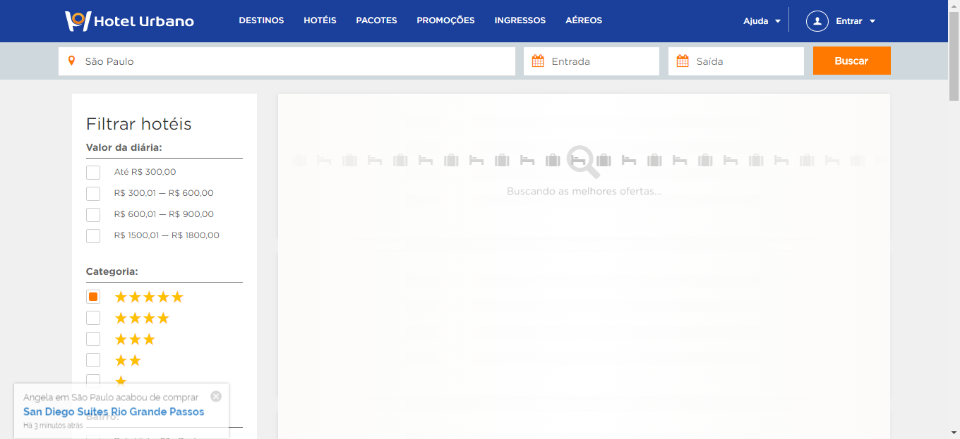 Hotel Urbano
DESTINOS HOTÉIS PACOTES PROMOÇÕES INGRESSOS AÉREOS
Ajuda Entrar
São Paulo Entrada Saída Buscar
Filtrar hotéis
Valor da diária:
Até R$ 300,00
R$ 300,01 — R$ 600,00
R$ 600,01 — R$ 900,00
R$ 1500,01 — R$ 1800,00
Categoria:
Buscando as melhores ofertas...
Angela em São Paulo acabou de comprar
San Diego Suites Rio Grande Passos
Há 3 minutos atrás
Bairro: